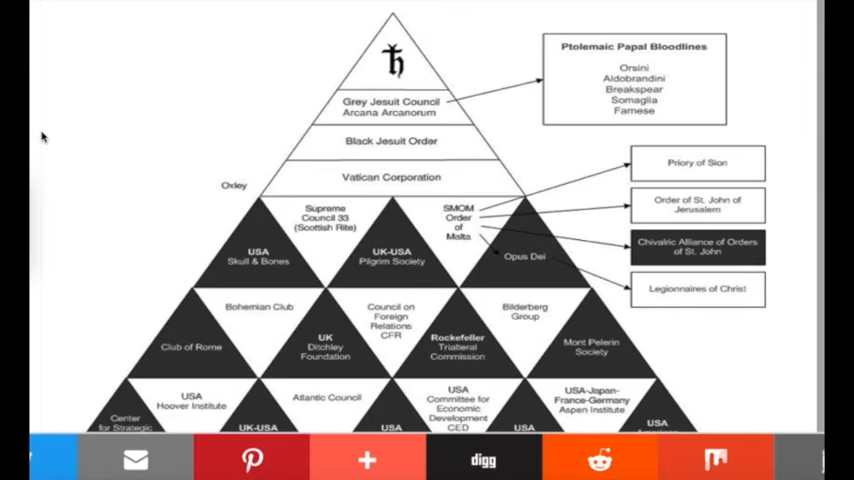 Ptolemaic Papal Bloodlines
Orsini
Aldobrandini
Breakspear
Somaglia
Farnese
Grey Jesuit Council
Arcana Arcanorum
Black Jesuit Order
Vatican Corporation
Oxley
Priory of Sion
Order of St. John of
Jerusalem
Chivalric Alliance of Orders
of St. John
Legionnaires of Christ
USA
Skull & Bones
Supreme
Council 33
(Scottish Rite)
UK-USA
Pilgrim Society
SMOM
Order
of
Malta
Opus Dei
Club of Rome
Bohemian Club
UK
Ditchley
Foundation
Council on
Foreign
Relations
CFR
Rockefeller
Trialteral
Commission
Bilderberg
Group
Mont Pelerin
Society
Center
for Strategic
USA
Hoover Institute
UK-USA
Atlantic Council
USA
USA
Committee for
Economic
Development
CED
USA
USA-Japan-
France-Germany
Aspen Institute
USA
digg